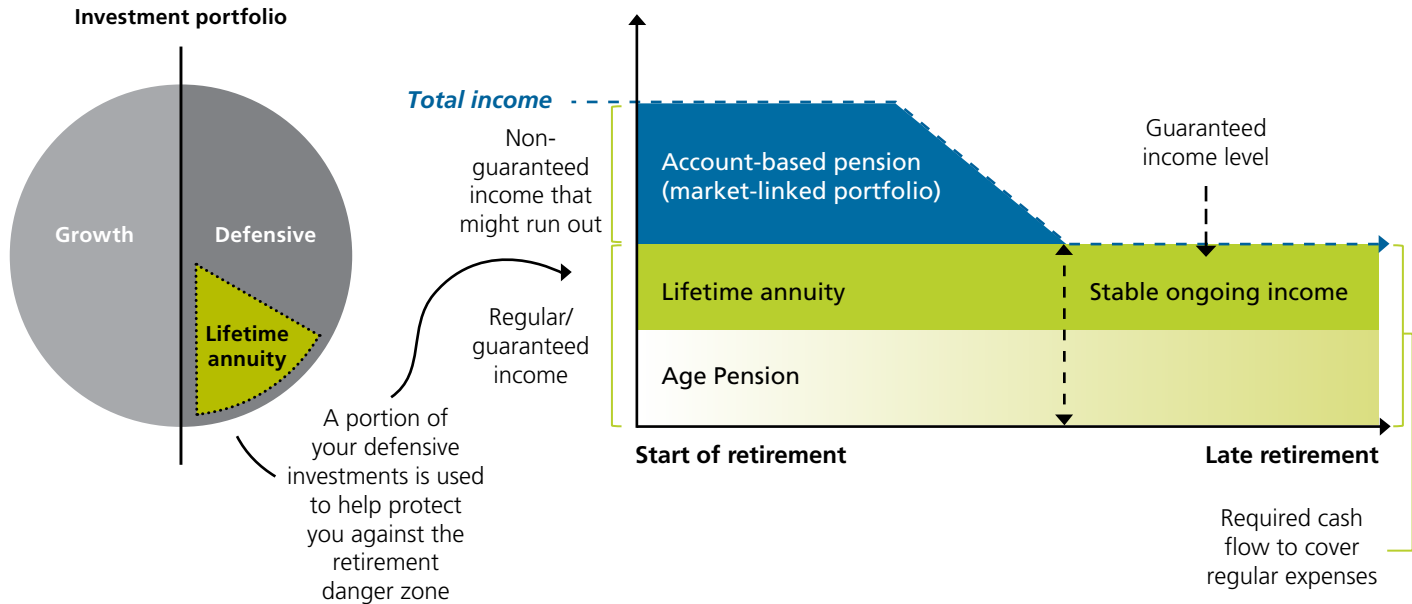 Investment portfolio
Growth
Defensive
Lifetime
annuity
A portion of
your defensive
investments is used
to help protect
you against the
retirement
danger zone
Total income
Non-
guaranteed
income that
might run out
Regular/
guaranteed
income
Account-based pension
(market-linked portfolio)
Guaranteed
income level
Lifetime annuity
Stable ongoing income
Age Pension
Start of retirement
Late retirement
Required cash
flow to cover
regular expenses